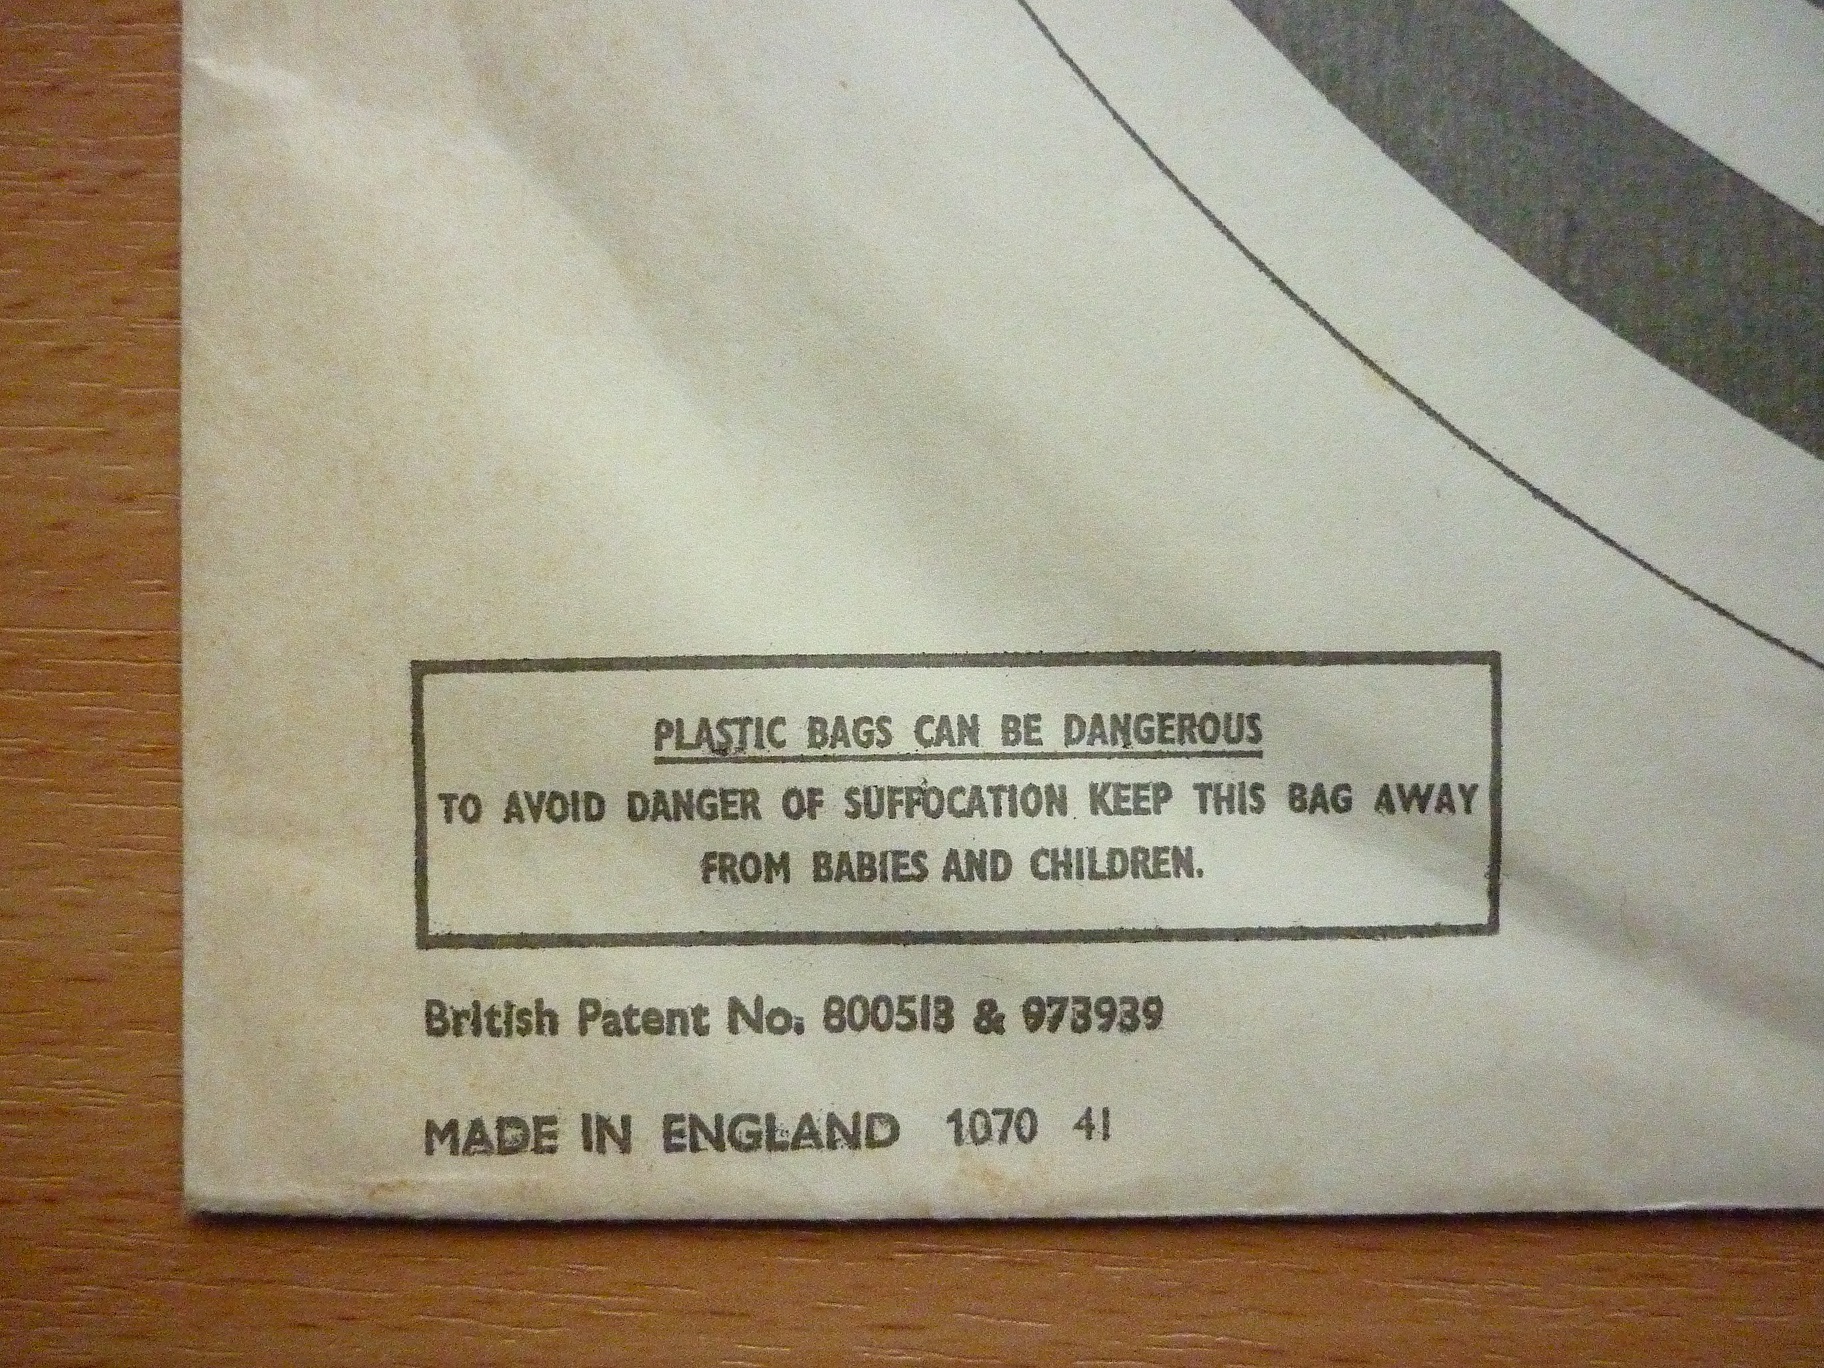 PLASTIC BAGS CAN BE DANGEROUS
TO AVOID DANGER OF SUFFOCATION KEEP THIS BAG AWAY
FROM BABIES AND CHILDREN.
British Patent No. 800513 & 973939
MADE IN ENGLAND 1070 41